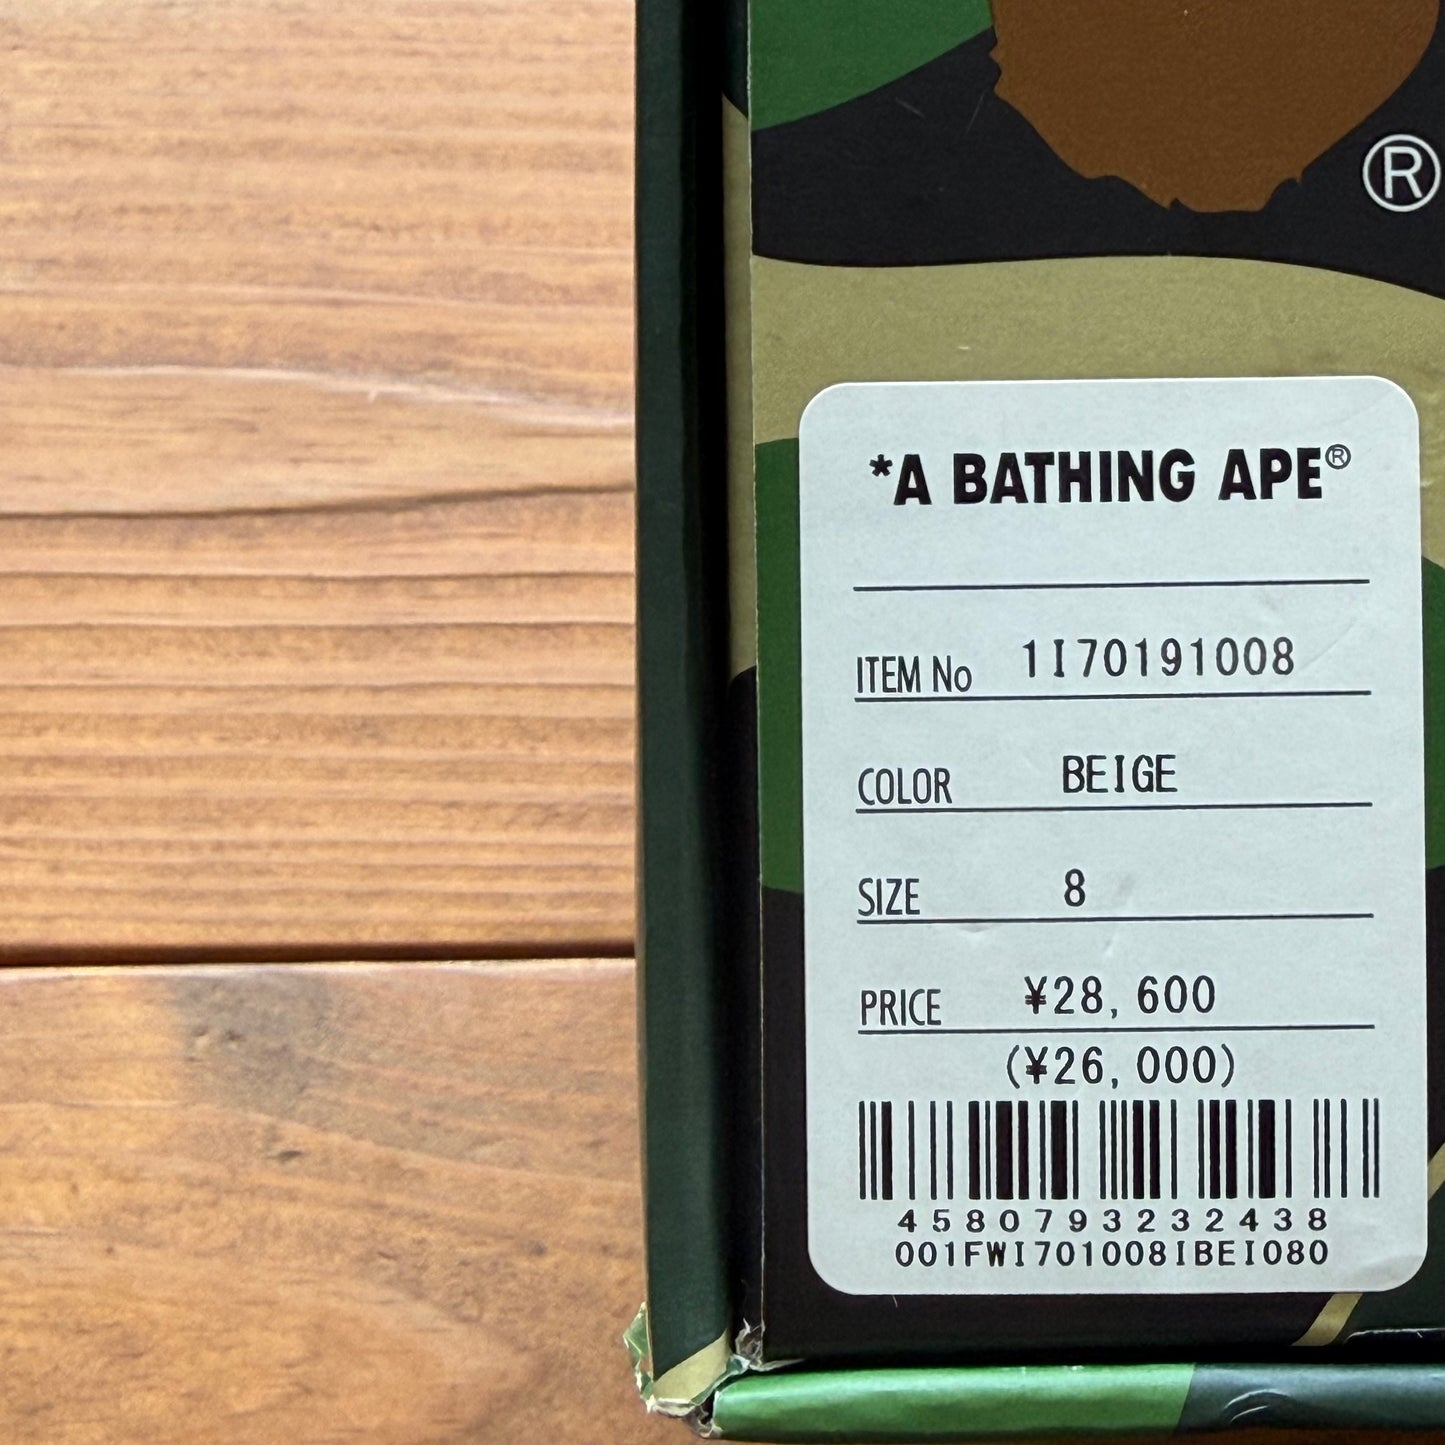 ®
*A BATHING APE®
ITEM No 1I70191008
COLOR BEIGE
SIZE 8
PRICE ¥28,600
(¥26,000)
4580793232438
001FWI701008IBEI080